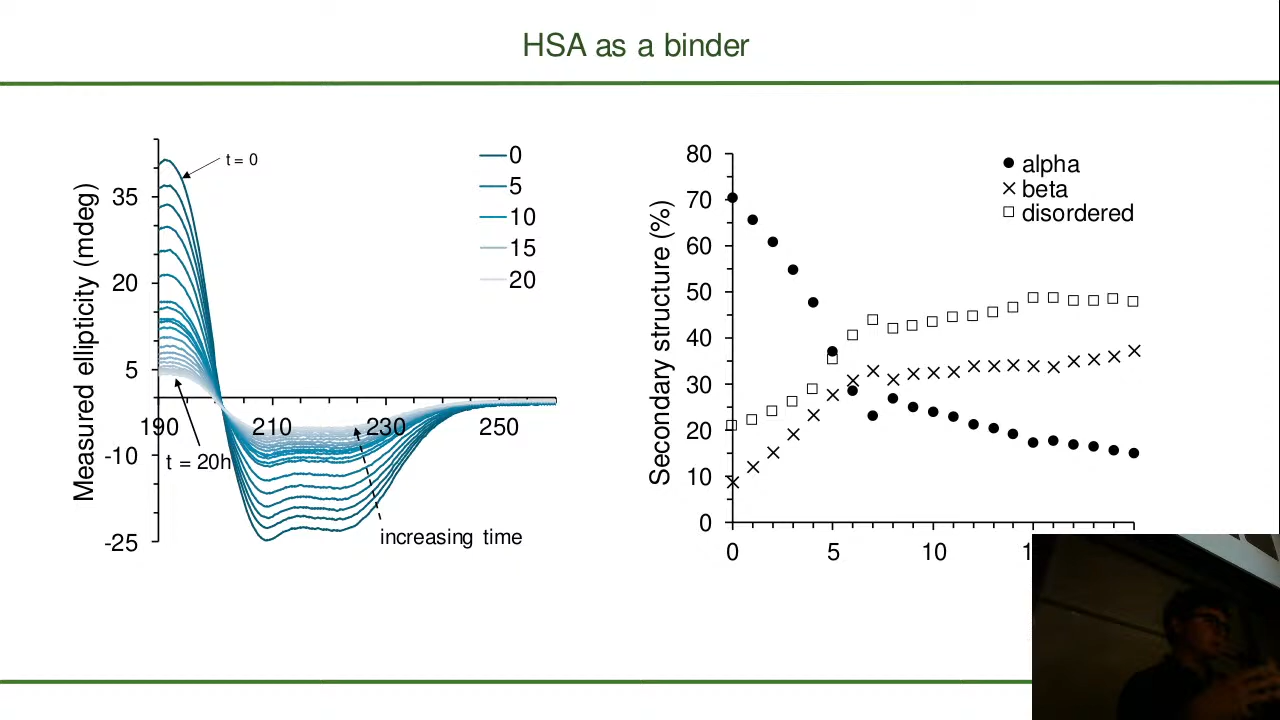 HSA as a binder
Measured ellipticity (mdeg)
35
20
5
-10
-25
190
210
230
250
t = 0
t = 20h
increasing time
0
5
10
15
20
Secondary structure (%)
80
70
60
50
40
30
20
10
0
0
5
10
alpha
beta
disordered